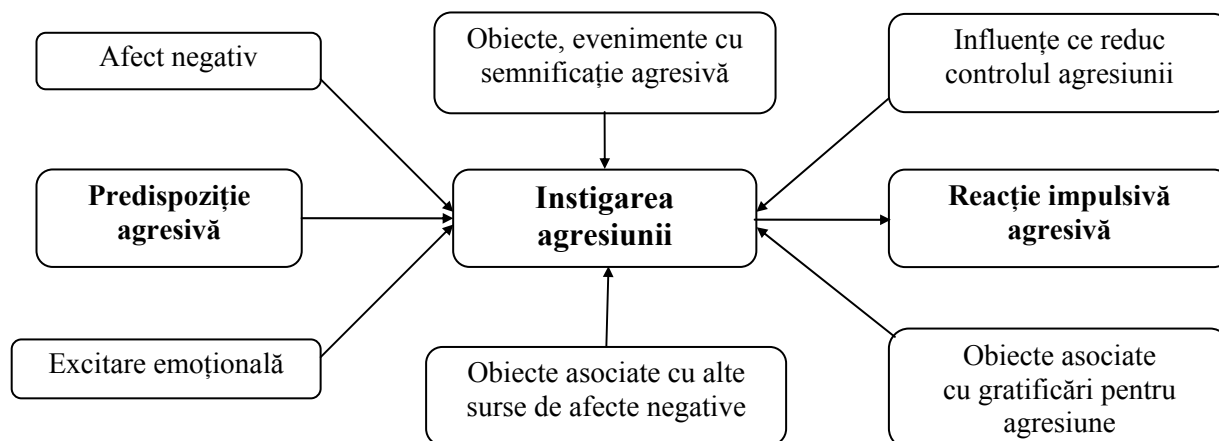 Afect negativ
Obiecte, evenimente cu
semnificație agresivă
Influențe ce reduc
controlul agresiunii
Predispoziție
agresivă
Instigarea
agresiunii
Reacție impulsivă
agresivă
Excitare emoțională
Obiecte asociate cu alte
surse de afecte negative
Obiecte asociate
cu gratificări pentru
agresiune